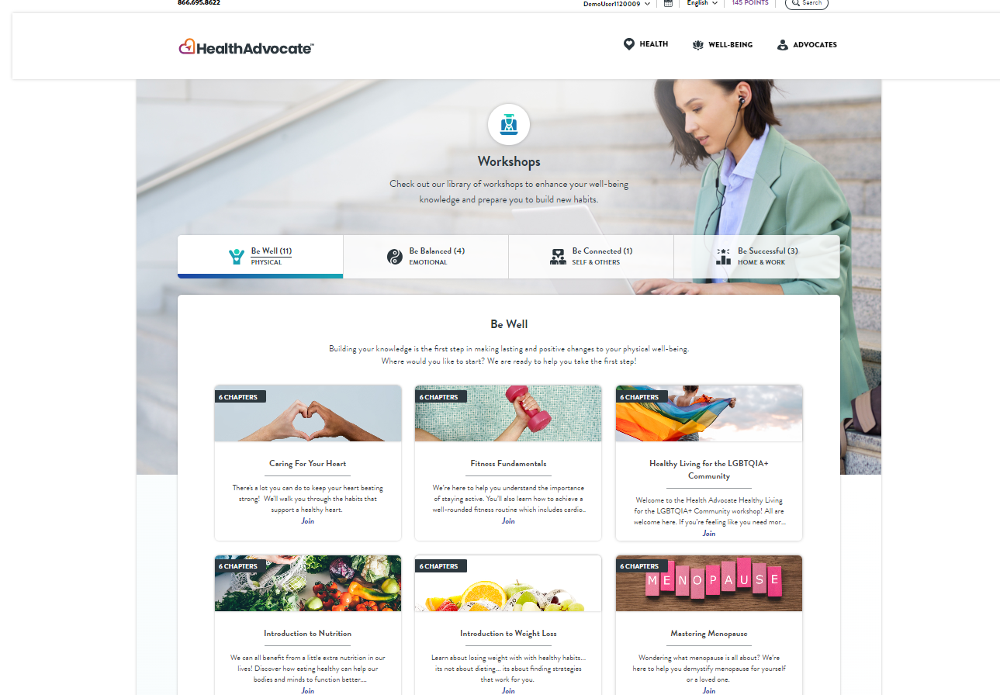 866.695.8622
DemoUser1120009
English
145 POINTS
Search
HealthAdvocate™
HEALTH
WELL-BEING
ADVOCATES
Workshops
Check out our library of workshops to enhance your well-being
knowledge and prepare you to build new habits.
Be Well (11)
PHYSICAL
Be Balanced (4)
EMOTIONAL
Be Connected (1)
SELF & OTHERS
Be Successful (3)
HOME & WORK
Be Well
Building your knowledge is the first step in making lasting and positive changes to your physical well-being.
Where would you like to start? We are ready to help you take the first step!
6 CHAPTERS
Caring For Your Heart
There's a lot you can do to keep your heart beating
strong! We'll walk you through the habits that
support a healthy heart.
Join
6 CHAPTERS
Fitness Fundamentals
We're here to help you understand the importance
of staying active. You'll also learn how to achieve a
well-rounded fitness routine which includes cardio..
Join
6 CHAPTERS
Healthy Living for the LGBTQIA+
Community
Welcome to the Health Advocate Healthy Living
for the LGBTQIA+ Community workshop! All are
welcome here. If you're feeling like you need mor...
Join
6 CHAPTERS
Introduction to Nutrition
We can all benefit from a little extra nutrition in our
lives! Discover how eating healthy can help our
bodies and minds to function better....
Join
6 CHAPTERS
20
Introduction to Weight Loss
Learn about losing weight with with healthy habits...
its not about dieting... its about finding strategies
that work for you.
Join
6 CHAPTERS
MENOPAUSE
Mastering Menopause
Wondering what menopause is all about? We're
here to help you demystify menopause for yourself
or a loved one.
Join